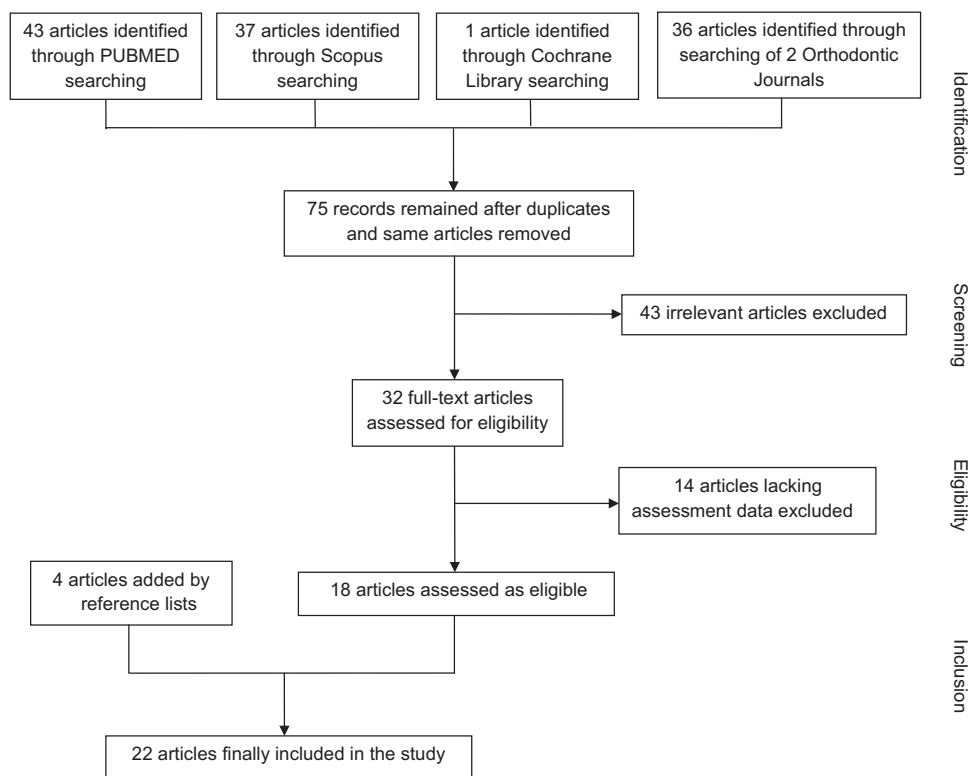 43 articles identified
through PUBMED
searching
37 articles identified
through Scopus
searching
1 article identified
through Cochrane
Library searching
36 articles identified through
searching of 2 Orthodontic
Journals
Identification
75 records remained after duplicates
and same articles removed
Screening
43 irrelevant articles excluded
32 full-text articles
assessed for eligibility
Eligibility
14 articles lacking
assessment data excluded
4 articles added by
reference lists
18 articles assessed as eligible
Inclusion
22 articles finally included in the study